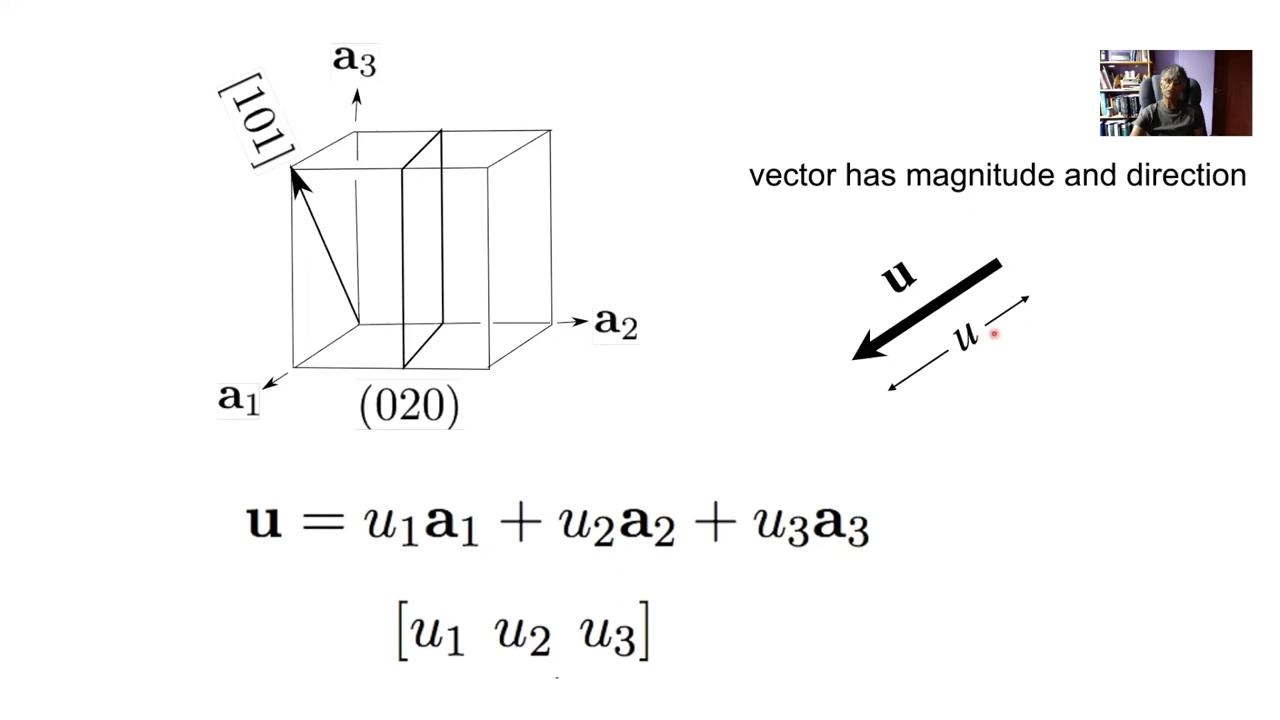 a3
[101]
vector has magnitude and direction
u
u
a2
a1
(020)
u = u1a1 + u2a2 + u3a3
[u1 u2 u3]